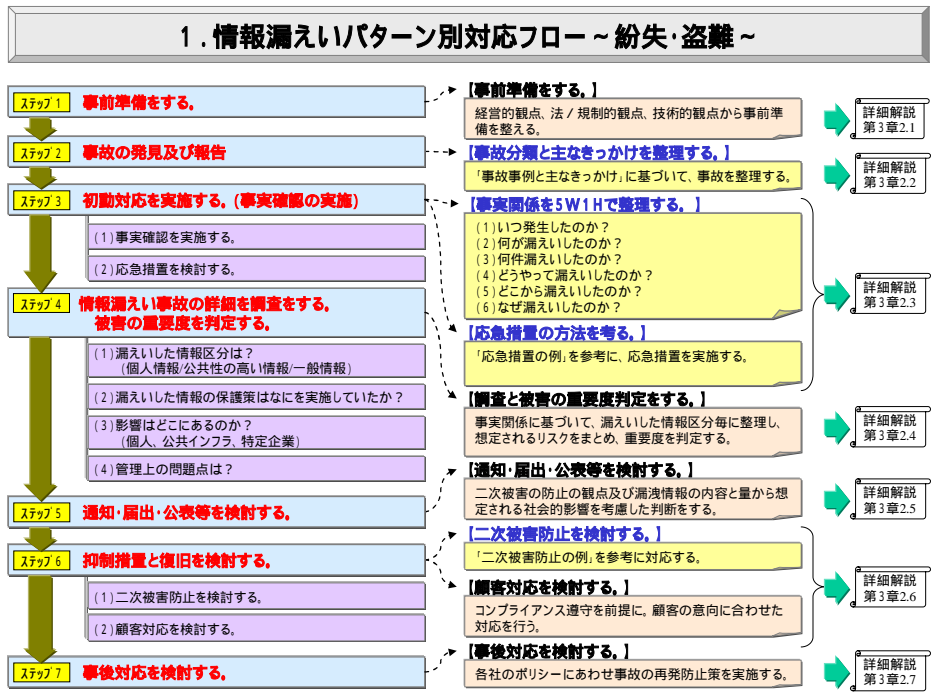 1．情報漏えいパターン別対応フロー～紛失・盗難～
ステップ1 事前準備をする。
【事前準備をする。】
経営的観点、法／規制的観点、技術的観点から事前準
備を整える。
詳細解説
第3章2.1
ステップ2 事故の発見及び報告
【事故分類と主なきっかけを整理する。】
「事故事例と主なきっかけ」に基づいて、事故を整理する。
詳細解説
第3章2.2
ステップ3 初動対応を実施する。（事実確認の実施）
(1)事実確認を実施する。
(2)応急措置を検討する。
【事実関係を5W1Hで整理する。】
(1)いつ発生したのか？
(2)何が漏えいしたのか？
(3)何件漏えいしたのか？
(4)どうやって漏えいしたのか？
(5)どこから漏えいしたのか？
(6)なぜ漏えいしたのか？
【応急措置の方法を考る。】
「応急措置の例」を参考に、応急措置を実施する。
詳細解説
第3章2.3
ステップ4 情報漏えい事故の詳細を調査をする。
被害の重要度を判定する。
(1)漏えいした情報区分は？
(個人情報/公共性の高い情報/一般情報)
(2)漏えいした情報の保護策はなにを実施していたか？
(3)影響はどこにあるのか？
(個人、公共インフラ、特定企業)
(4)管理上の問題点は？
【調査と被害の重要度判定をする。】
事実関係に基づいて、漏えいした情報区分毎に整理し、
想定されるリスクをまとめ、重要度を判定する。
詳細解説
第3章2.4
ステップ5 通知・届出・公表等を検討する。
【通知・届出・公表等を検討する。】
二次被害の防止の観点及び漏洩情報の内容と量から想
定される社会的影響を考慮した判断をする。
詳細解説
第3章2.5
ステップ6 抑制措置と復旧を検討する。
(1)二次被害防止を検討する。
(2)顧客対応を検討する。
【二次被害防止を検討する。】
「二次被害防止の例」を参考に対応する。
【顧客対応を検討する。】
コンプライアンス遵守を前提に。顧客の意向に合わせた
対応を行う。
詳細解説
第3章2.6
ステップ7 事後対応を検討する。
【事後対応を検討する。】
各社のポリシーにあわせ事故の再発防止策を実施する。
詳細解説
第3章2.7